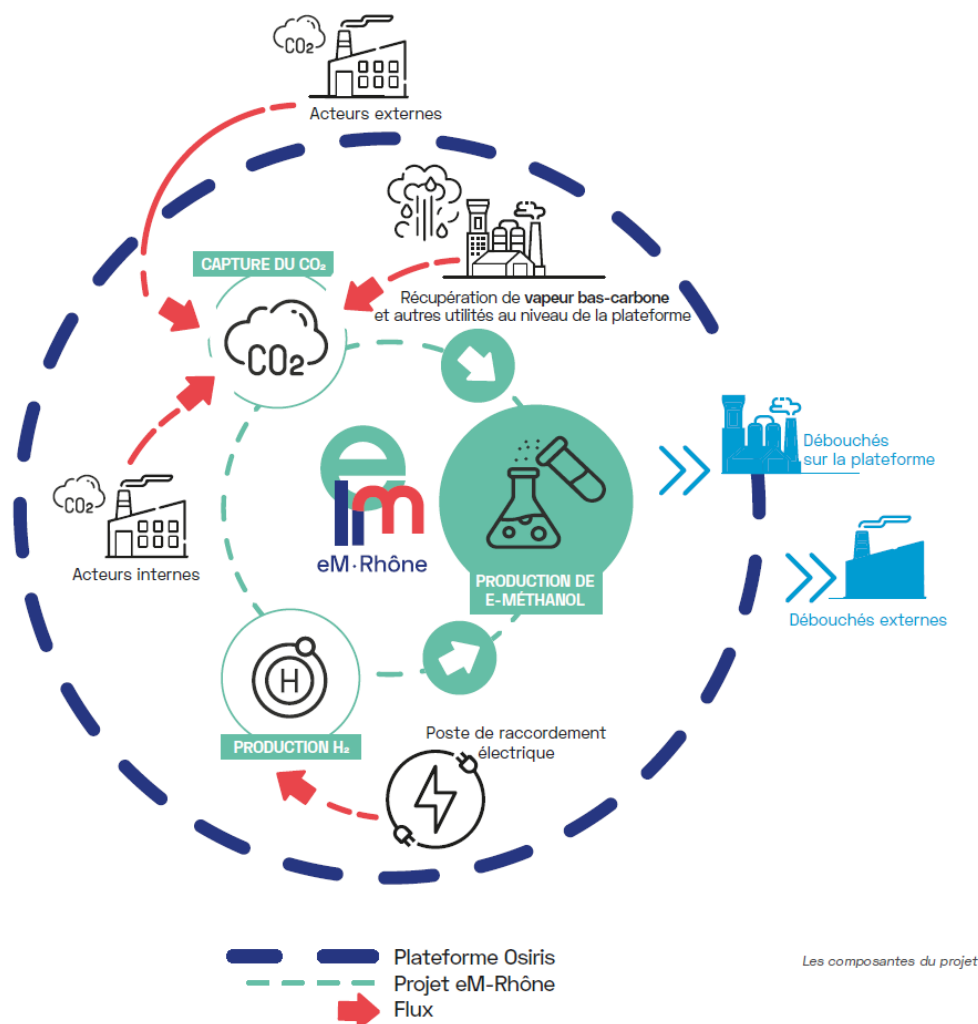 CO₂
Acteurs externes
CAPTURE DU CO₂
Récupération de vapeur bas-carbone
et autres utilités au niveau de la plateforme
CO₂
CO₂
Acteurs internes
em
eM·Rhône
PRODUCTION DE
E-MÉTHANOL
Débouchés
sur la plateforme
Débouchés externes
H
PRODUCTION H₂
Poste de raccordement
électrique
Plateforme Osiris
Projet eM-Rhône
Flux
Les composantes du projet